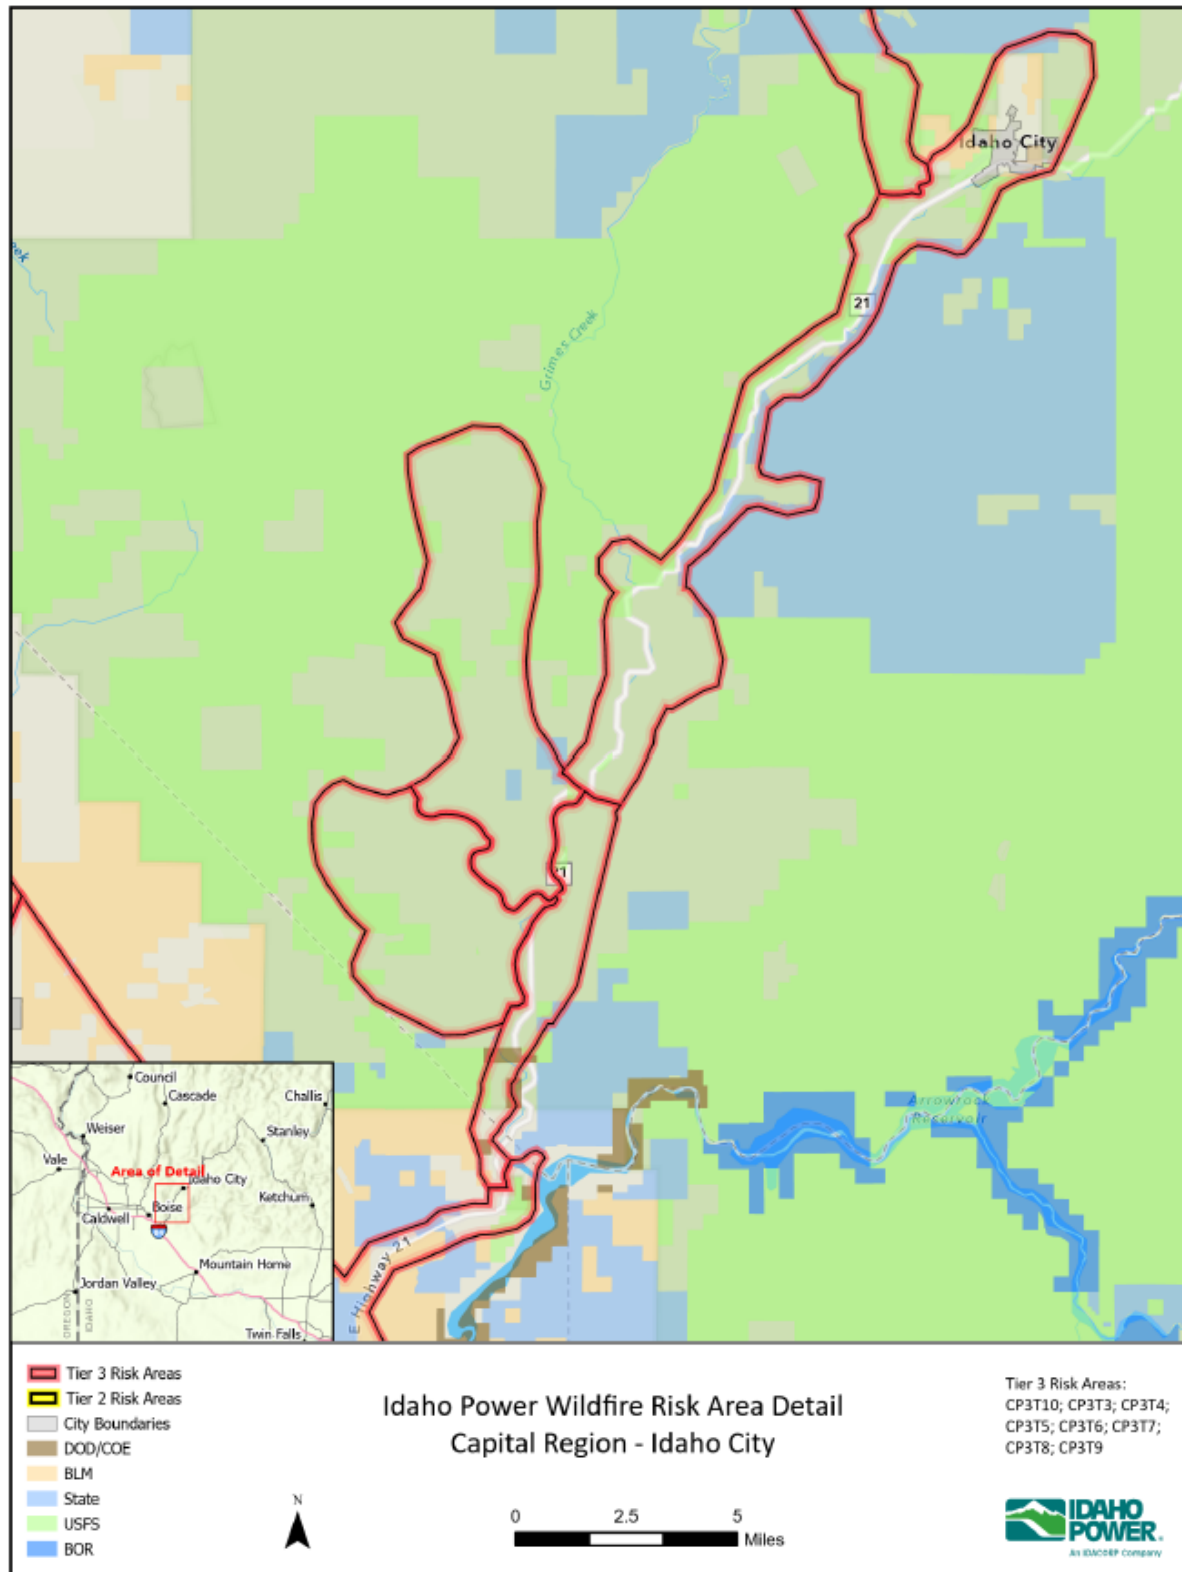 Idaho City
21
Grimes Creek
eek
21
Arrowrock
Reservoir
E Highway 21
Council
Cascade
Challis
Weiser
Stanley
Vale
Area of Detail
Idaho City
Ketchum
Boise
Caldwell
Mountain Home
Jordan Valley
OREGON
IDAHO
Twin Falls
Tier 3 Risk Areas
Tier 2 Risk Areas
City Boundaries
DOD/COE
BLM
State
USFS
BOR
N
Idaho Power Wildfire Risk Area Detail
Capital Region - Idaho City
0 2.5 5
Miles
Tier 3 Risk Areas:
CP3T10; CP3T3; CP3T4;
CP3T5; CP3T6; CP3T7;
CP3T8; CP3T9
IDAHO
POWER®
An IDACORP Company